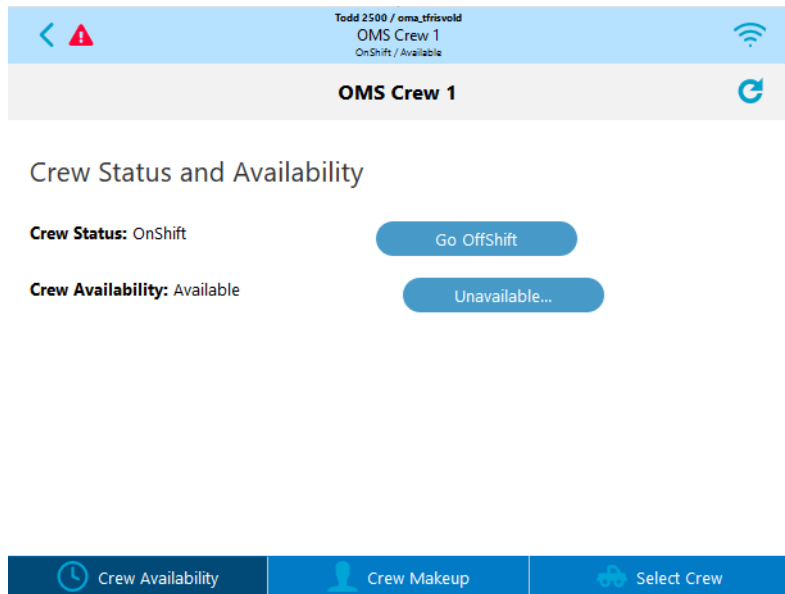 Todd 2500 / oma_tfrisvold
OMS Crew 1
OnShift / Available
OMS Crew 1
Crew Status and Availability
Crew Status: OnShift
Go OffShift
Crew Availability: Available
Unavailable...
Crew Availability
Crew Makeup
Select Crew